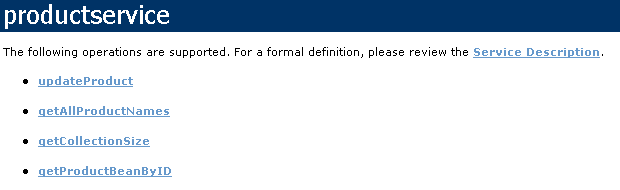 productservice
The following operations are supported. For a formal definition, please review the Service Description.
updateProduct
getAllProductNames
getCollectionSize
getProductBeanByID